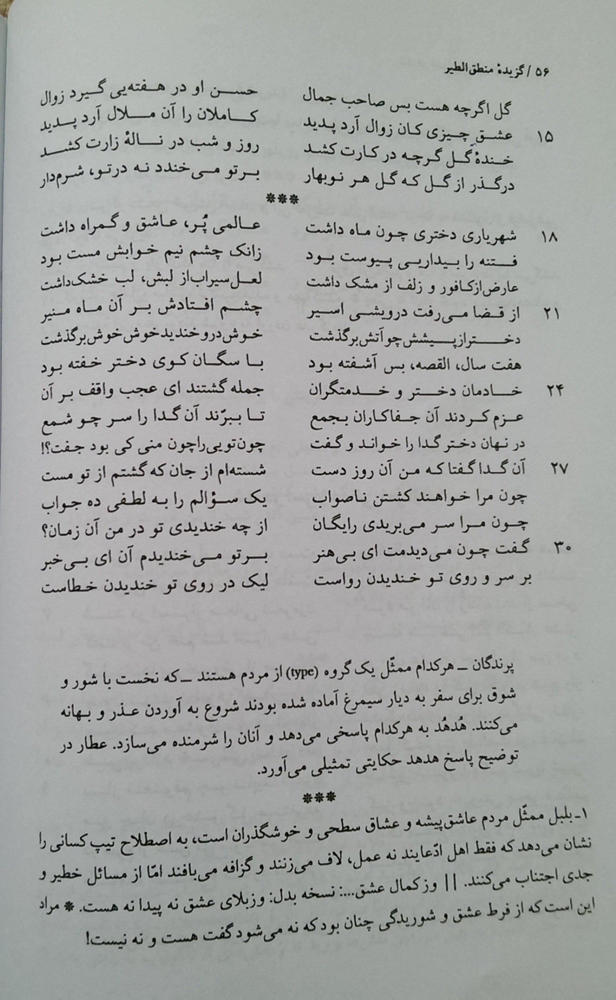 ۵۶ / گزیدهٔ منطق‌الطیر
گل اگرچه هست بس صاحب جمال حسن او در هفته‌یی گیرد زوال
۱۵ عشق چیزی کان زوال آرد پدید کاملان را آن ملال آرد پدید
خندهٔ گل گرچه در کارت کشد روز و شب در نالهٔ زارت کشد
درگذر از گل که گل هر نوبهار برتو می‌خندد نه درتو، شرم‌دار
***
۱۸ شهریاری دختری چون ماه داشت عالمی پُر، عاشق و گمراه داشت
فتنه را بیداریی پیوست بود زانک چشم نیم خوابش مست بود
عارض از کافور و زلف از مشک داشت لعل سیراب از لبش، لب خشک داشت
۲۱ از قضا می‌رفت درویشی اسیر چشم افتادش بر آن ماه منیر
دختر از پیشش چو آتش برگذشت خوش درو خندید خوش خوش برگذشت
هفت سال، القصه، بس آشفته بود با سگان کوی دختر خفته بود
۲۴ خادمان دختر و خدمتگران جمله گشتند ای عجب واقف بر آن
عزم کردند آن جفاکاران بجمع تا ببرّند آن گدا را سر چو شمع
در نهان دختر گدا را خواند و گفت چون تویی را چون منی کی بود جفت؟!
۲۷ آن گدا گفتا که من آن روز دست شسته‌ام از جان که گشتم از تو مست
چون مرا خواهند کشتن ناصواب یک سؤالم را به لطفی ده جواب
چون مرا سر می‌بریدی رایگان از چه خندیدی تو در من آن زمان؟
۳۰ گفت چون می‌دیدمت ای بی‌هنر برتو می‌خندیدم آن ای بی‌خبر
بر سر و روی تو خندیدن رواست لیک در روی تو خندیدن خطاست
پرندگان ــ هرکدام ممثّل یک گروه (type) از مردم هستند ــ که نخست با شور و
شوق برای سفر به دیار سیمرغ آماده شده بودند شروع به آوردن عذر و بهانه
می‌کنند. هُدهُد به هرکدام پاسخی می‌دهد و آنان را شرمنده می‌سازد. عطار در
توضیح پاسخ هدهد حکایتی تمثیلی می‌آورد.
***
۱ـ بلبل ممثّل مردم عاشق‌پیشه و عشاق سطحی و خوشگذران است، به اصطلاح تیپ کسانی را
نشان می‌دهد که فقط اهل ادّعایند نه عمل، لاف می‌زنند و گزافه می‌بافند امّا از مسائل خطیر و
جدی اجتناب می‌کنند. || وز کمال عشق...: نسخه بدل: وز بلای عشق نه پیدا نه هست. * مراد
این است که از فرط عشق و شوریدگی چنان بود که نه می‌شود گفت هست و نه نیست!